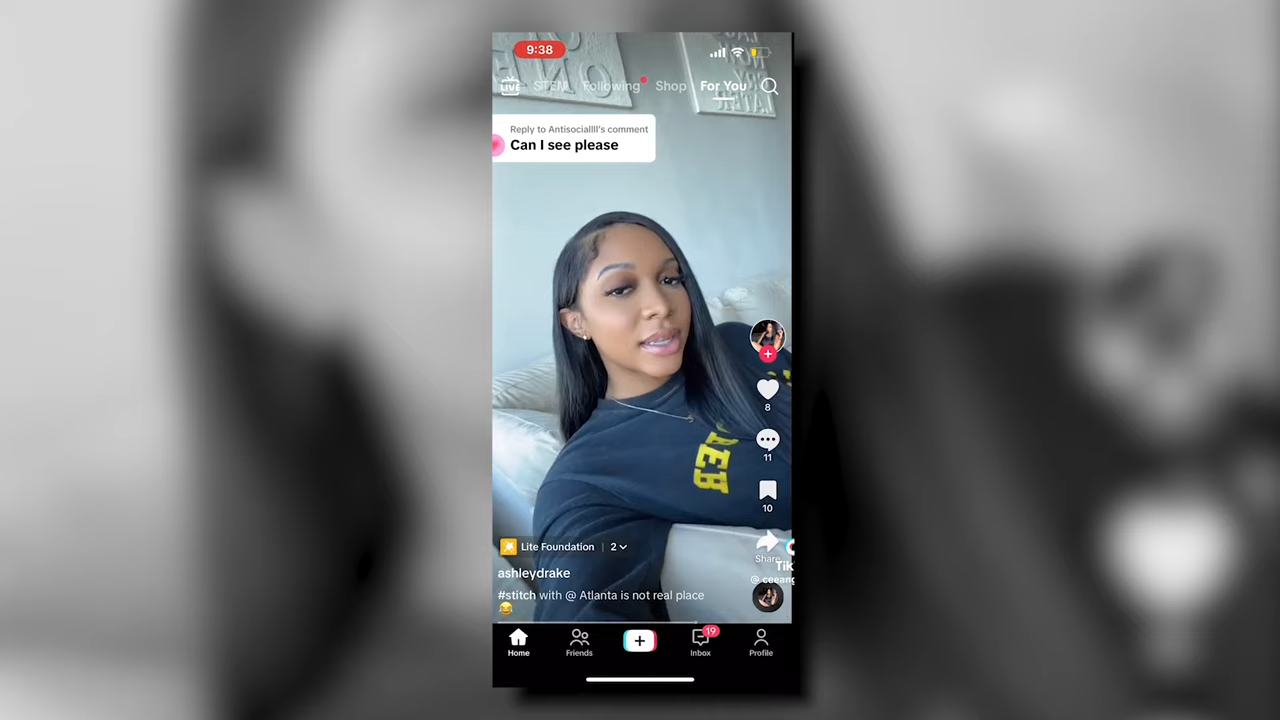 9:38
LIVE
STEM Following Shop For You
Reply to Antisocialll's comment
Can I see please
8
11
10
Share
Lite Foundation | 2
ashleydrake
#stitch with @ Atlanta is not real place
😂
Home Friends Inbox 19 Profile